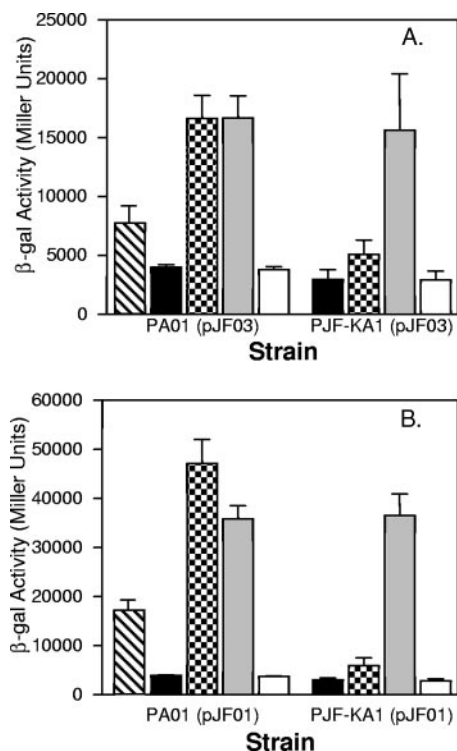 A.
β-gal Activity (Miller Units)
25000
20000
15000
10000
5000
0
PA01 (pJF03) PJF-KA1 (pJF03)
Strain
B.
β-gal Activity (Miller Units)
60000
50000
40000
30000
20000
10000
0
PA01 (pJF01) PJF-KA1 (pJF01)
Strain